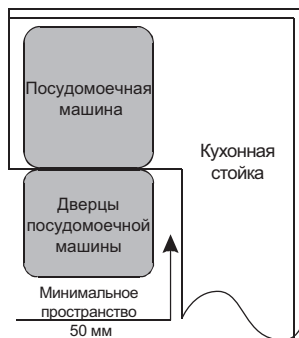 Посудомоечная
машина
Кухонная
стойка
Дверцы
посудомоечной
машины
Минимальное
пространство
50 мм